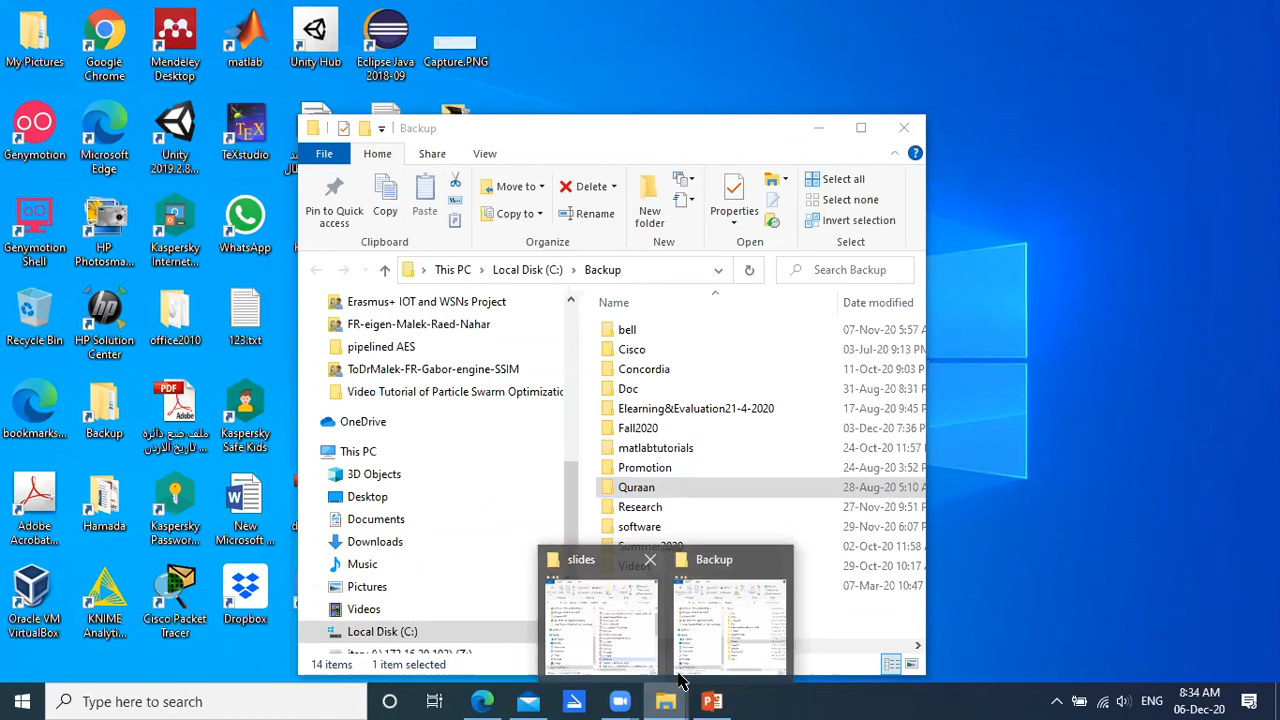 My Pictures
Google Chrome
Mendeley Desktop
matlab
Unity Hub
Eclipse Java 2018-09
Capture.PNG
Genymotion
Microsoft Edge
Unity 2019.2.8...
TeXstudio
Genymotion Shell
HP Photosma...
Kaspersky Internet...
WhatsApp
Recycle Bin
HP Solution Center
office2010
123.txt
bookmarks...
Backup
ملف ضع دائرة تاريخ الأردن...
Kaspersky Safe Kids
Adobe Acrobat...
Hamada
Kaspersky Passwor...
New Microsoft ...
Oracle VM
KNIME Analyti...
Cisco Packet
Dropbox
Backup
File Home Share View
Pin to Quick access
Copy
Paste
Move to
Copy to
Delete
Rename
New folder
Properties
Select all
Select none
Invert selection
Clipboard Organize New Open Select
This PC
Local Disk (C:)
Backup
Search Backup
Erasmus+ IOT and WSNs Project
FR-eigen-Malek-Raed-Nahar
pipelined AES
ToDrMalek-FR-Gabor-engine-SSIM
Video Tutorial of Particle Swarm Optimizatio
OneDrive
This PC
3D Objects
Desktop
Documents
Downloads
Music
Pictures
Videos
Local Disk (C:)
Name Date modified
bell 07-Nov-20 5:57 A
Cisco 03-Jul-20 9:13 P
Concordia 11-Oct-20 9:03 P
Doc 31-Aug-20 8:31 P
Elearning&Evaluation21-4-2020 17-Aug-20 9:45 P
Fall2020 03-Dec-20 7:36 P
matlabtutorials 24-Oct-20 11:57
Promotion 24-Aug-20 3:52 P
Quraan 28-Aug-20 5:10 A
Research 27-Nov-20 9:51
software 29-Nov-20 6:07
Summer2020 02-Oct-20 11:58
Videos 29-Oct-20 10:17
07-Mar-20 10:47
slides
Backup
14 items 1 item selected
Type here to search
ENG
8:34 AM
06-Dec-20